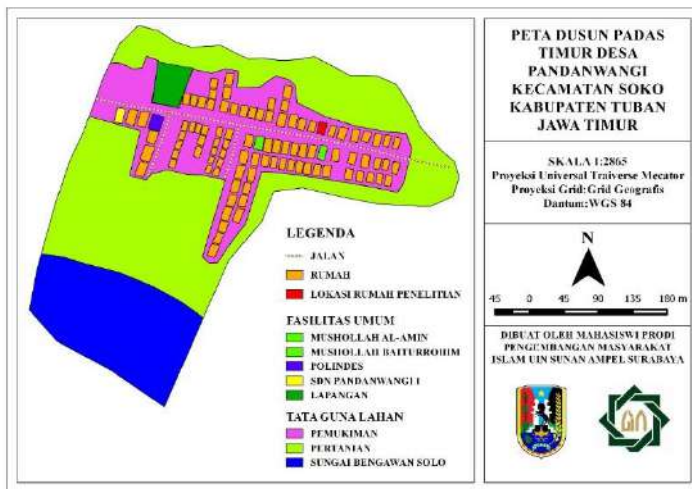 PETA DUSUN PADAS
TIMUR DESA
PANDANWANGI
KECAMATAN SOKO
KABUPATEN TUBAN
JAWA TIMUR
SKALA 1:2865
Proyeksi Universal Traiverse Mecator
Proyeksi Grid:Grid Geografis
Dantum:WGS 84
N
45 0 45 90 135 180 m
DIBUAT OLEH MAHASISWI PRODI
PENGEMBANGAN MASYARAKAT
ISLAM UIN SUNAN AMPEL SURABAYA
LEGENDA
JALAN
RUMAH
LOKASI RUMAH PENELITIAN
FASILITAS UMUM
MUSHOLLAH AL-AMIN
MUSHOLLAH BAITURROHIM
POLINDES
SDN PANDANWANGI I
LAPANGAN
TATA GUNA LAHAN
PEMUKIMAN
PERTANIAN
SUNGAI BENGAWAN SOLO